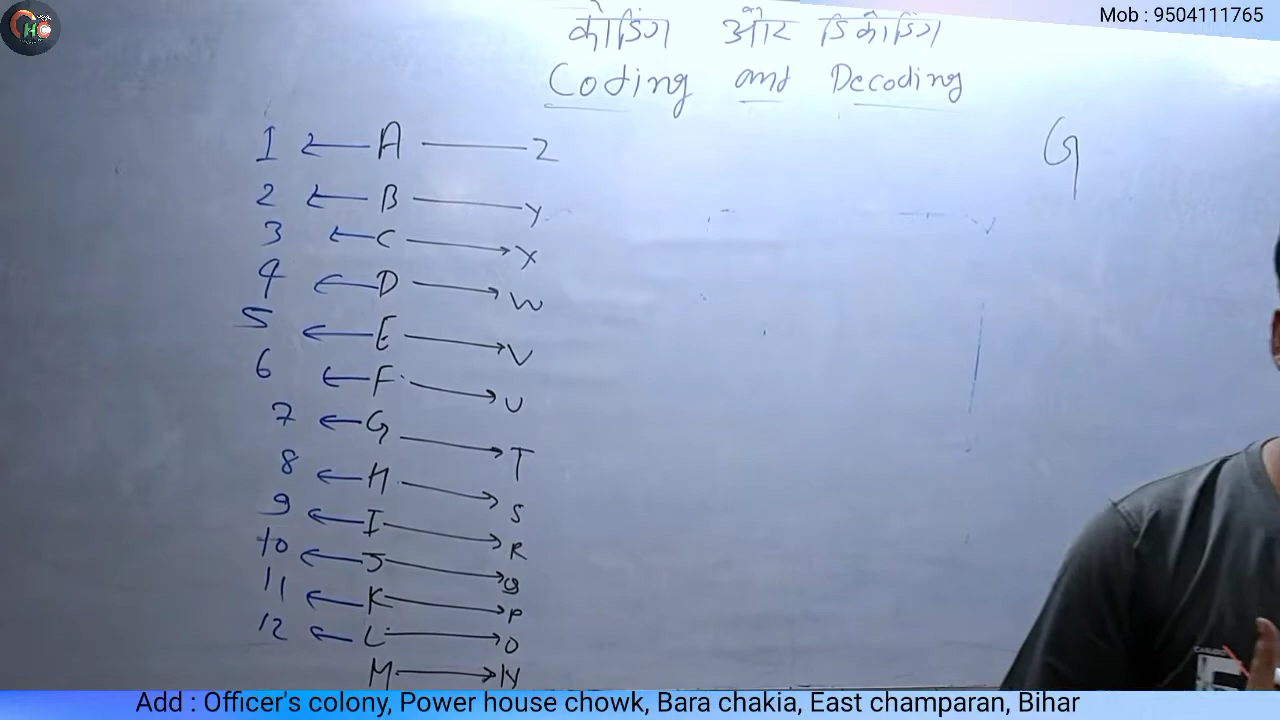 HC
Mob : 9504111765
कोडिंग और डिकोडिंग
Coding and Decoding
G
1 ← A — Z
2 ← B — Y
3 ← C → X
4 ← D → W
5 ← E → V
6 ← F → U
7 ← G → T
8 ← H → S
9 ← I → R
10 ← J → Q
11 ← K → P
12 ← L → O
M → N
Add : Officer's colony, Power house chowk, Bara chakia, East champaran, Bihar